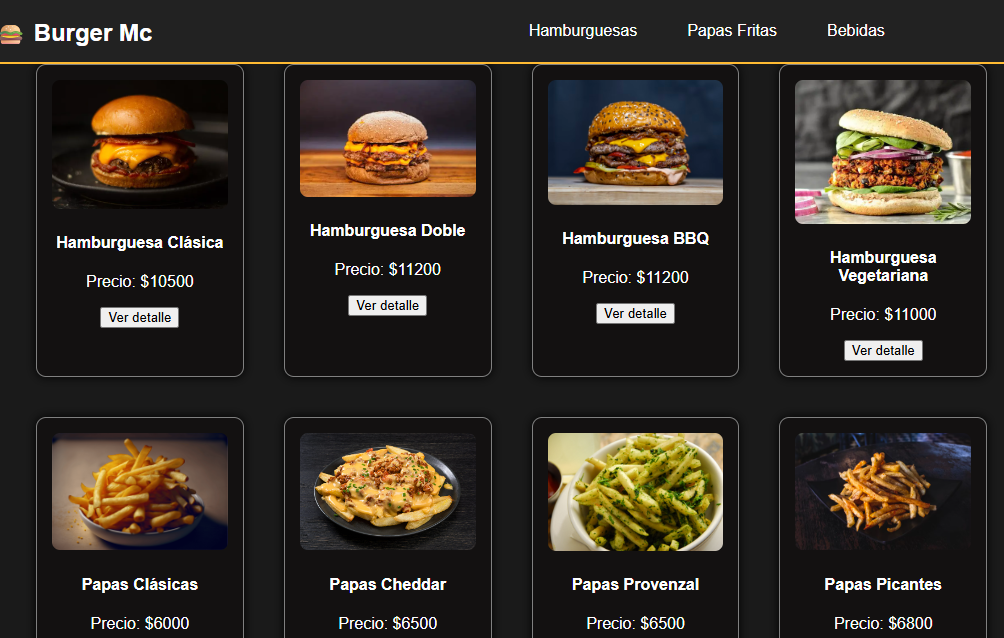 Burger Mc
Hamburguesas
Papas Fritas
Bebidas
Hamburguesa Clásica
Precio: $10500
Ver detalle
Hamburguesa Doble
Precio: $11200
Ver detalle
Hamburguesa BBQ
Precio: $11200
Ver detalle
Hamburguesa
Vegetariana
Precio: $11000
Ver detalle
Papas Clásicas
Precio: $6000
Papas Cheddar
Precio: $6500
Papas Provenzal
Precio: $6500
Papas Picantes
Precio: $6800